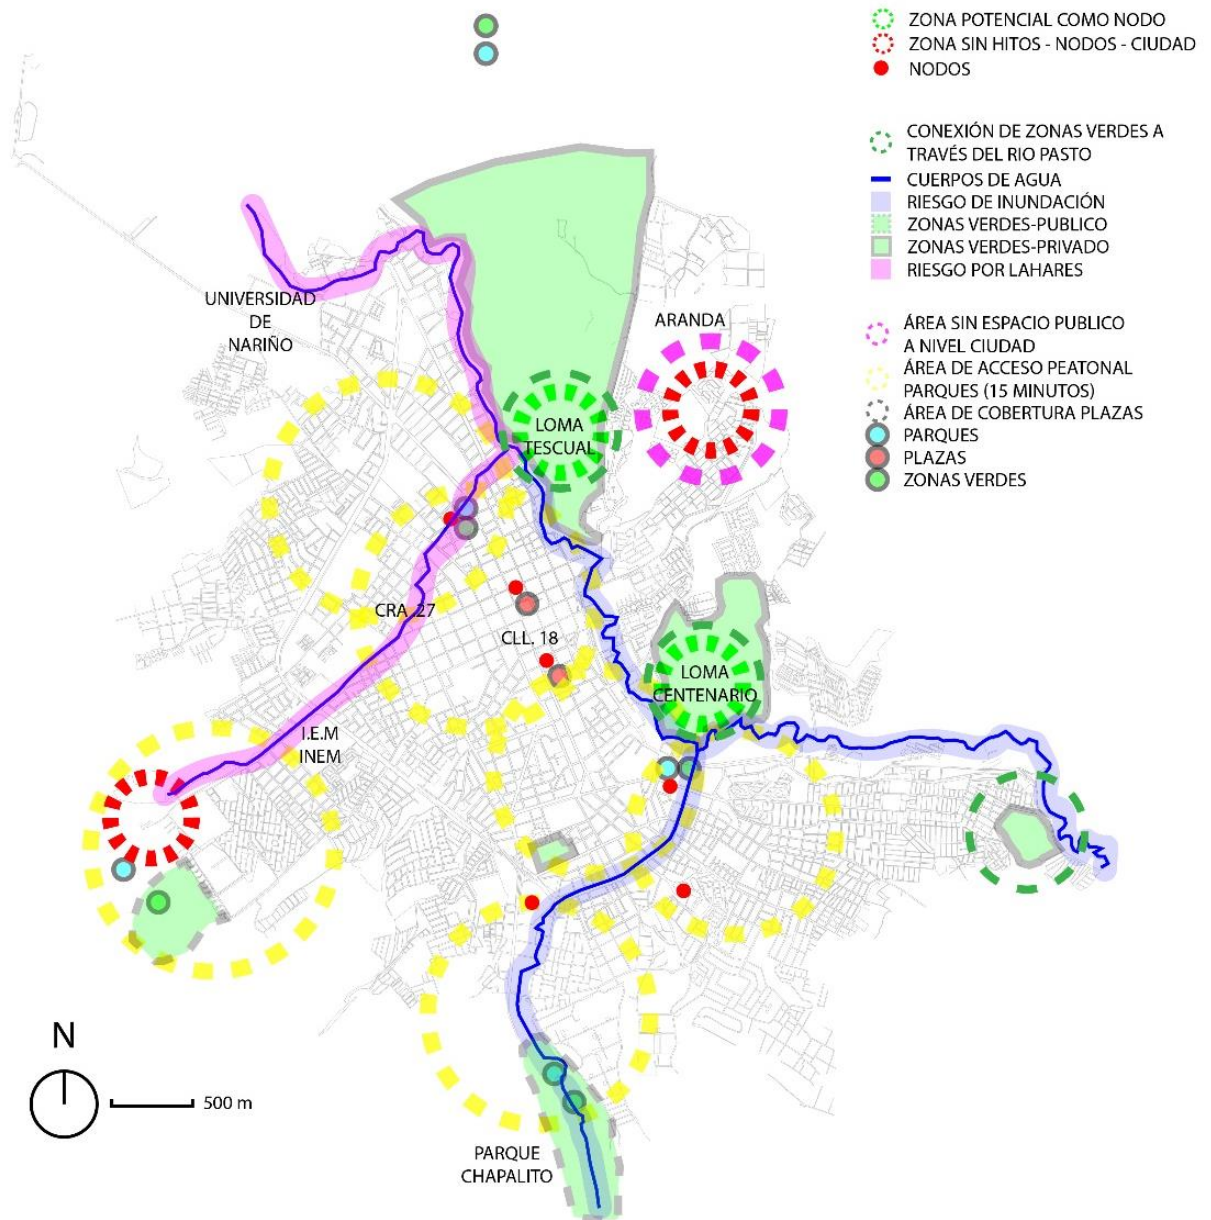 ZONA POTENCIAL COMO NODO
ZONA SIN HITOS - NODOS - CIUDAD
NODOS
CONEXIÓN DE ZONAS VERDES A
TRAVÉS DEL RIO PASTO
CUERPOS DE AGUA
RIESGO DE INUNDACIÓN
ZONAS VERDES-PUBLICO
ZONAS VERDES-PRIVADO
RIESGO POR LAHARES
ÁREA SIN ESPACIO PUBLICO
A NIVEL CIUDAD
ÁREA DE ACCESO PEATONAL
PARQUES (15 MINUTOS)
ÁREA DE COBERTURA PLAZAS
PARQUES
PLAZAS
ZONAS VERDES
UNIVERSIDAD
DE
NARIÑO
ARANDA
LOMA
TESCUAL
CRA .27
CLL. 18
LOMA
CENTENARIO
I.E.M
INEM
N
500 m
PARQUE
CHAPALITO